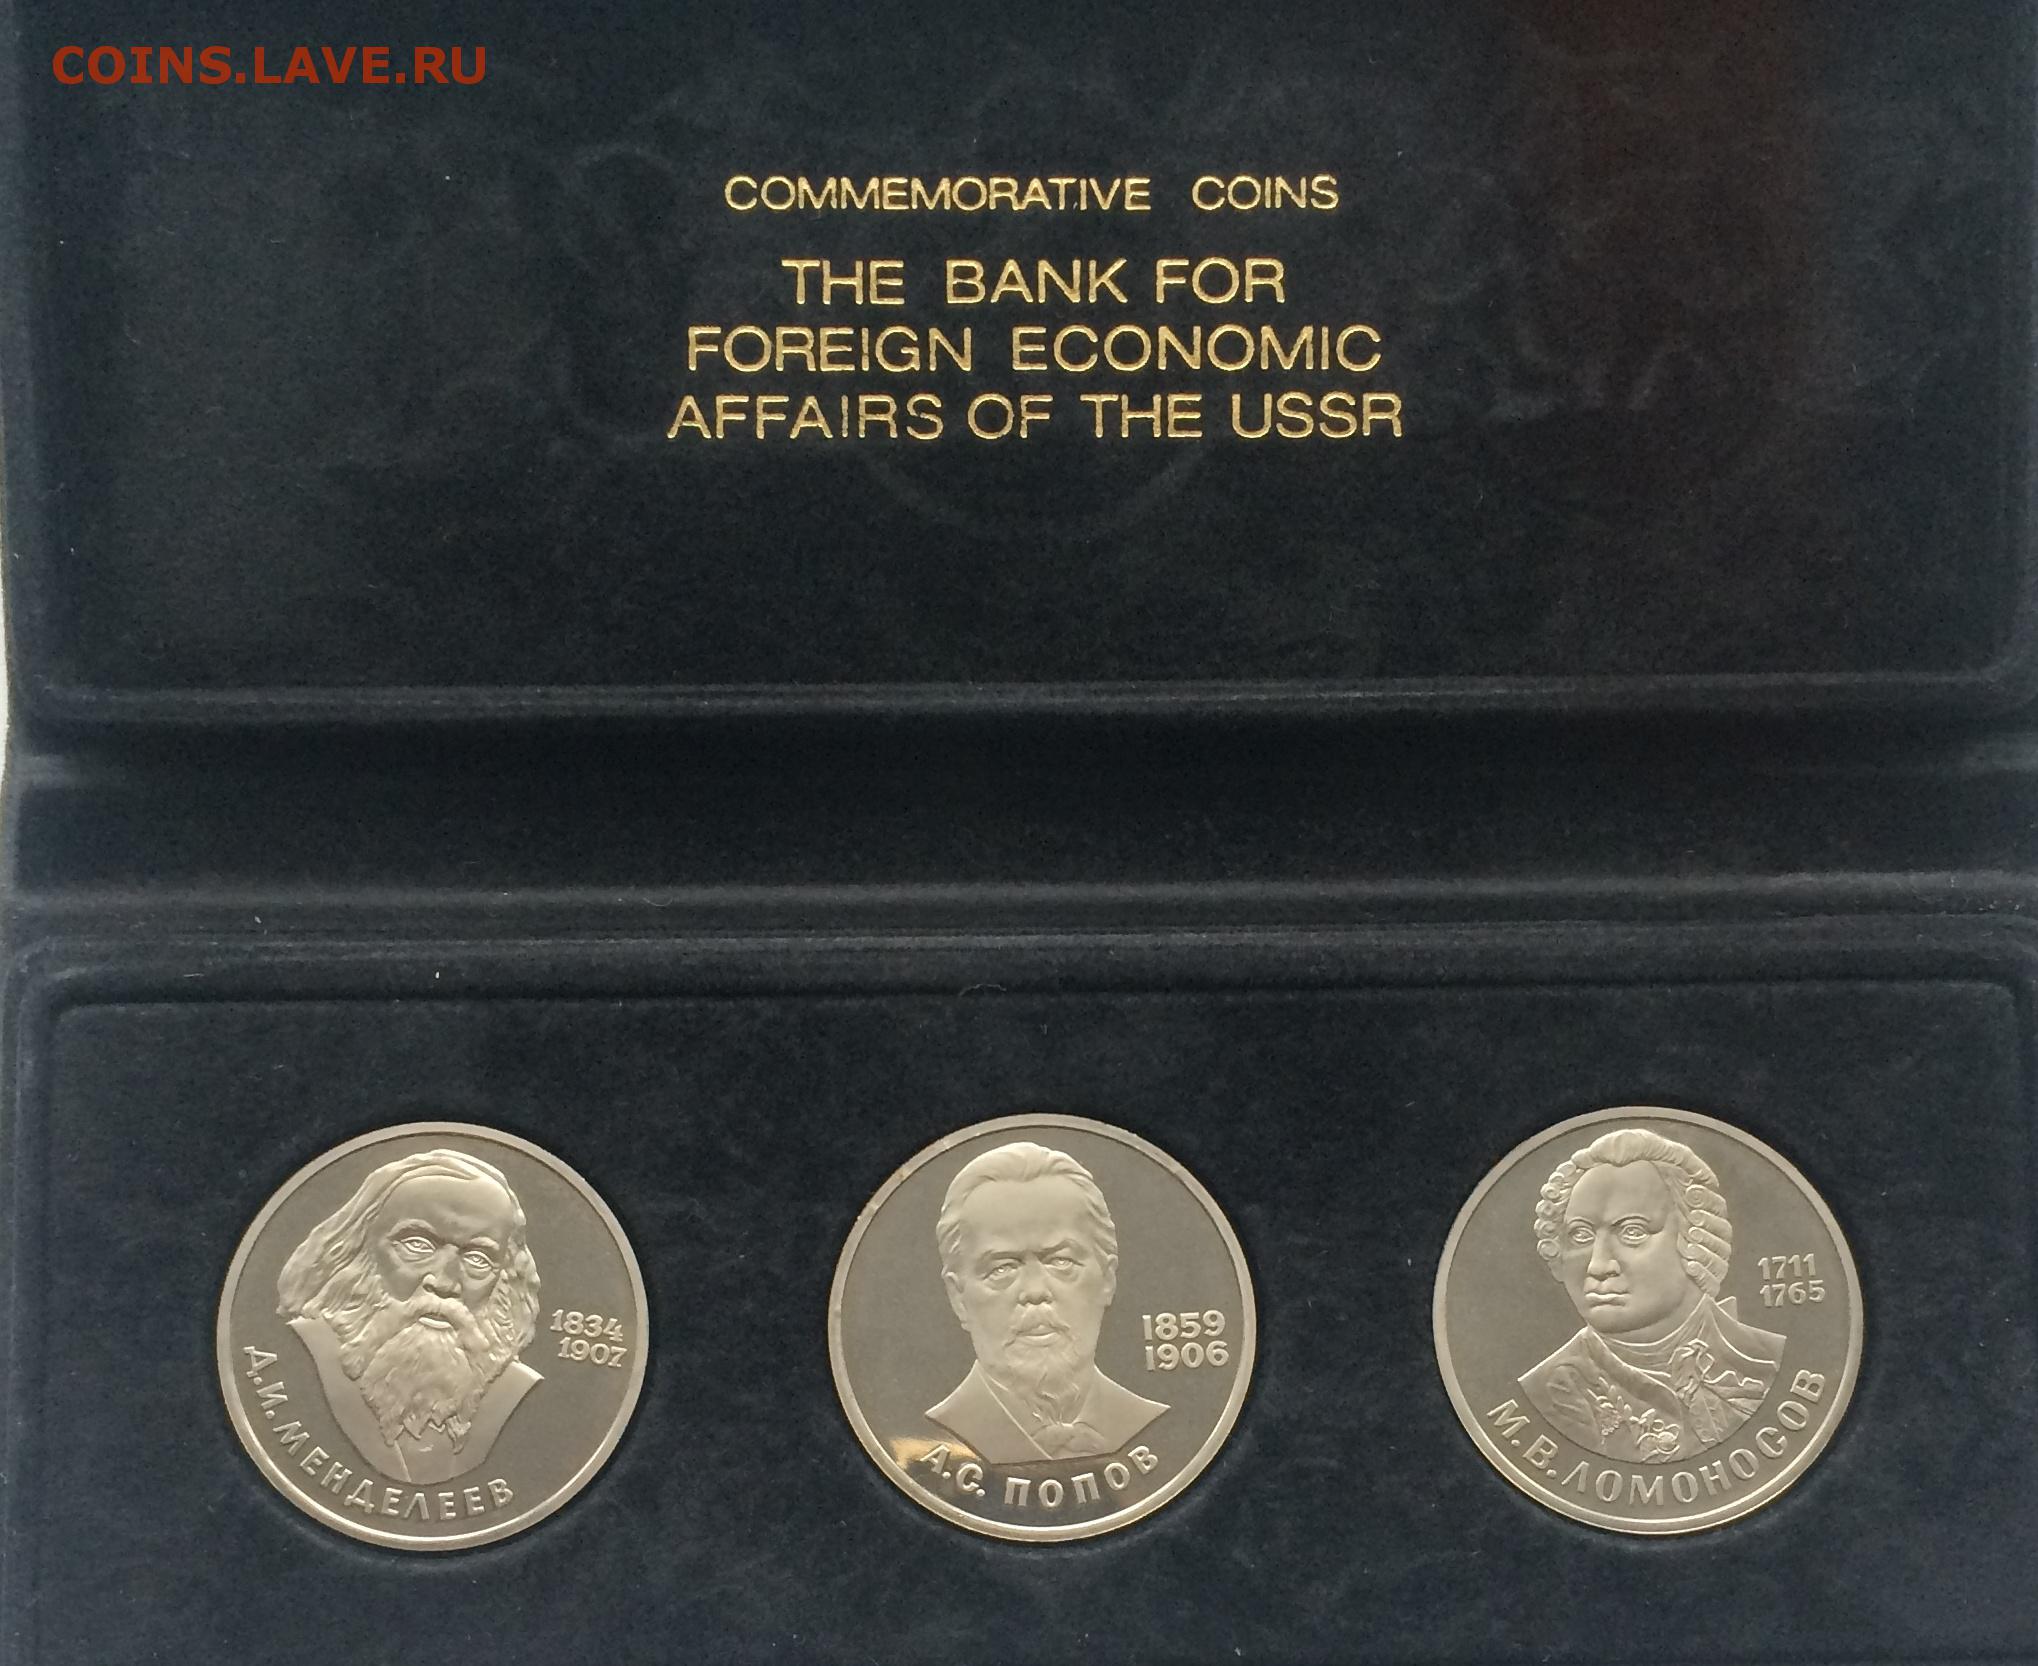 COINS.LAVE.RU
COMMEMORATIVE COINS
THE BANK FOR
FOREIGN ECONOMIC
AFFAIRS OF THE USSR
1834
1907
Д.И.МЕНДЕЛЕЕВ
1859
1906
А.С. ПОПОВ
1711
1765
М.В.ЛОМОНОСОВ